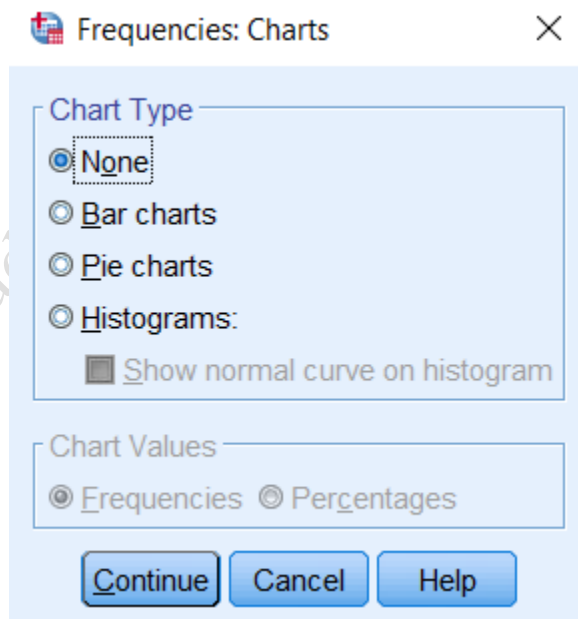 Frequencies: Charts
Chart Type
None
Bar charts
Pie charts
Histograms:
Show normal curve on histogram
Chart Values
Frequencies Percentages
Continue Cancel Help